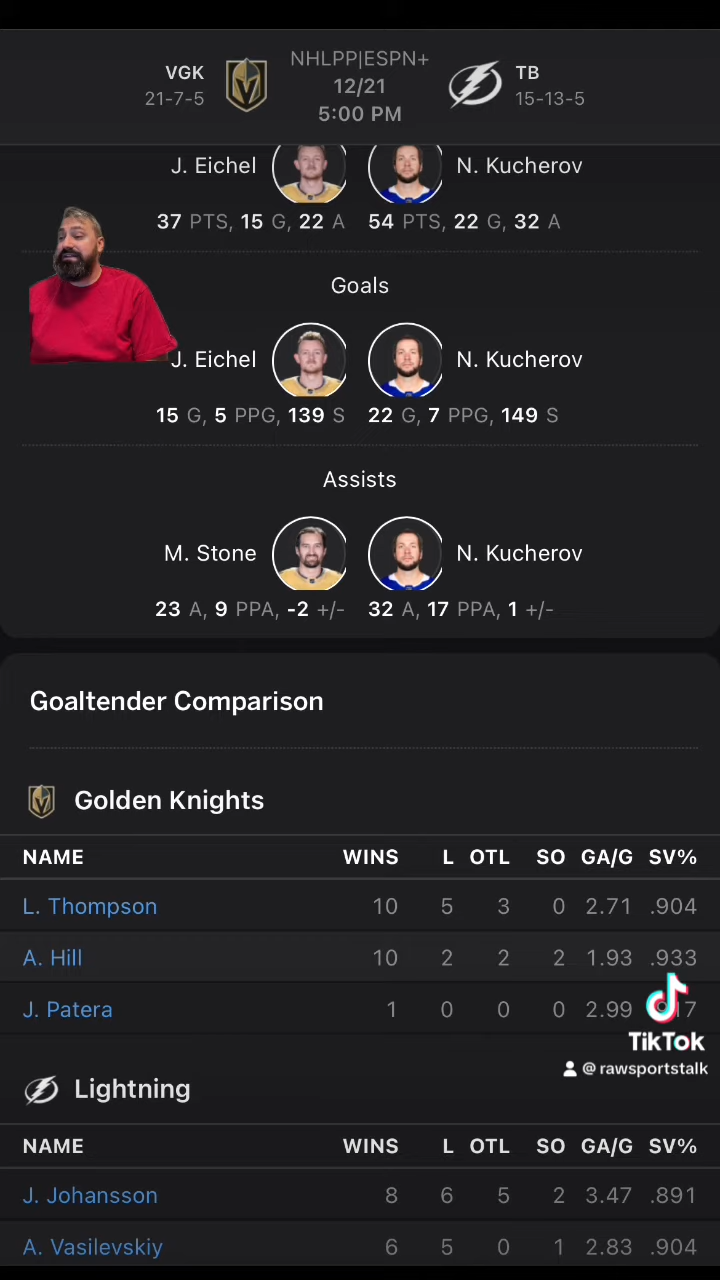 NHLPP|ESPN+
VGK
21-7-5
12/21
5:00 PM
TB
15-13-5
J. Eichel
N. Kucherov
37 PTS, 15 G, 22 A
54 PTS, 22 G, 32 A
Goals
J. Eichel
N. Kucherov
15 G, 5 PPG, 139 S
22 G, 7 PPG, 149 S
Assists
M. Stone
N. Kucherov
23 A, 9 PPA, -2 +/-
32 A, 17 PPA, 1 +/-
Goaltender Comparison
Golden Knights
NAME WINS L OTL SO GA/G SV%
L. Thompson 10 5 3 0 2.71 .904
A. Hill 10 2 2 2 1.93 .933
J. Patera 1 0 0 0 2.99
TikTok
@rawsportstalk
Lightning
NAME WINS L OTL SO GA/G SV%
J. Johansson 8 6 5 2 3.47 .891
A. Vasilevskiy 6 5 0 1 2.83 .904